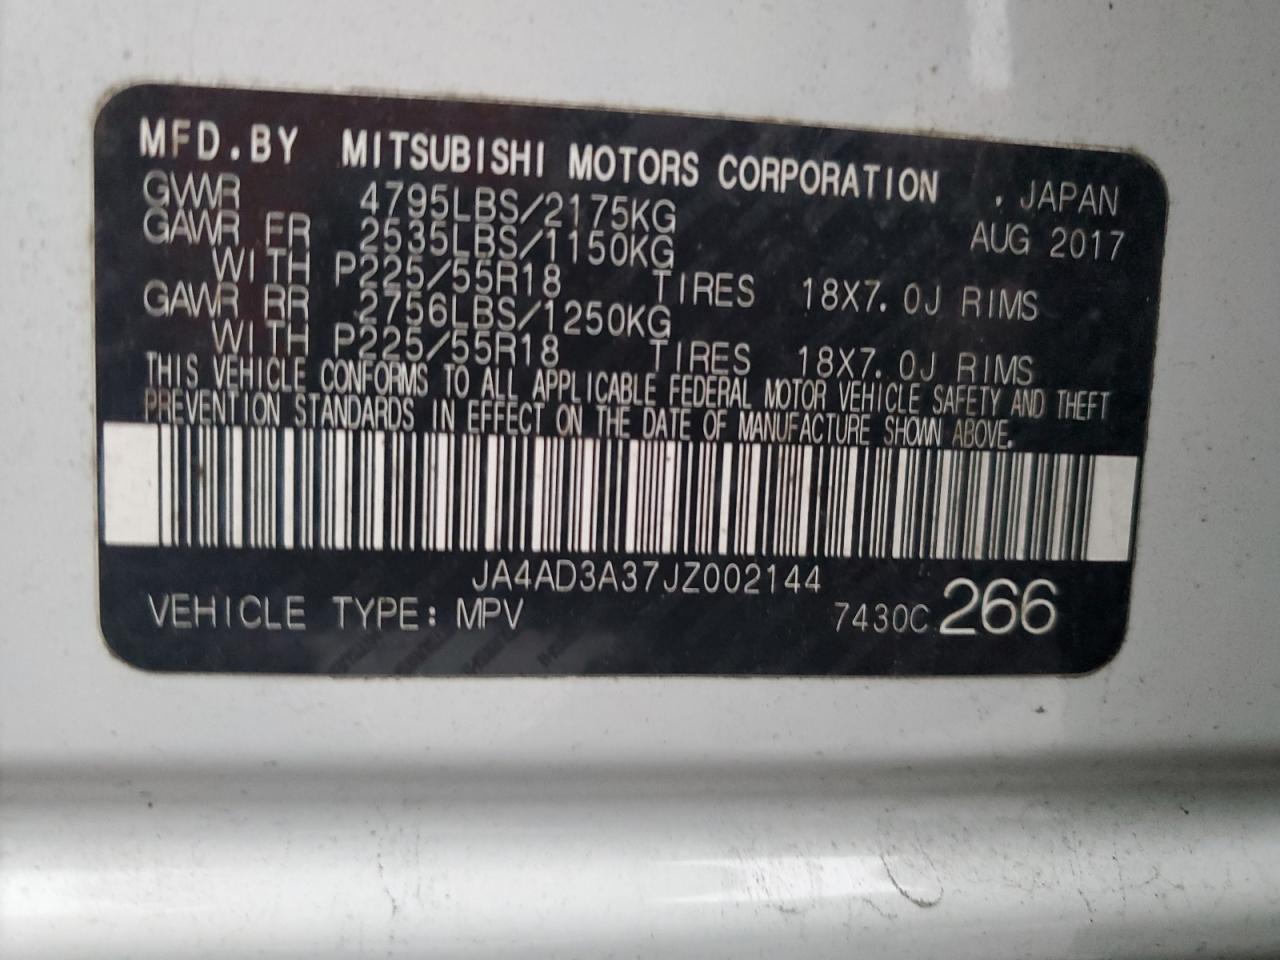 MFD.BY MITSUBISHI MOTORS CORPORATION , JAPAN
GVWR 4795LBS/2175KG AUG 2017
GAWR FR 2535LBS/1150KG
WITH P225/55R18 TIRES 18X7.0J RIMS
GAWR RR 2756LBS/1250KG
WITH P225/55R18 TIRES 18X7.0J RIMS
THIS VEHICLE CONFORMS TO ALL APPLICABLE FEDERAL MOTOR VEHICLE SAFETY AND THEFT
PREVENTION STANDARDS IN EFFECT ON THE DATE OF MANUFACTURE SHOWN ABOVE.
JA4AD3A37JZ002144
VEHICLE TYPE: MPV 7430C 266